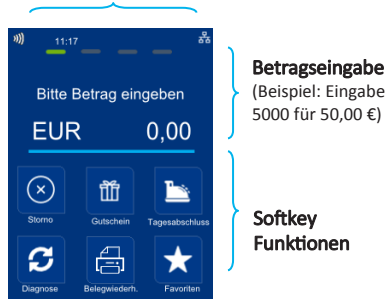 11:17
Bitte Betrag eingeben
EUR 0,00
Storno Gutschein Tagesabschluss
Diagnose Belegwiederh. Favoriten
Betragseingabe
(Beispiel: Eingabe
5000 für 50,00 €)
Softkey
Funktionen